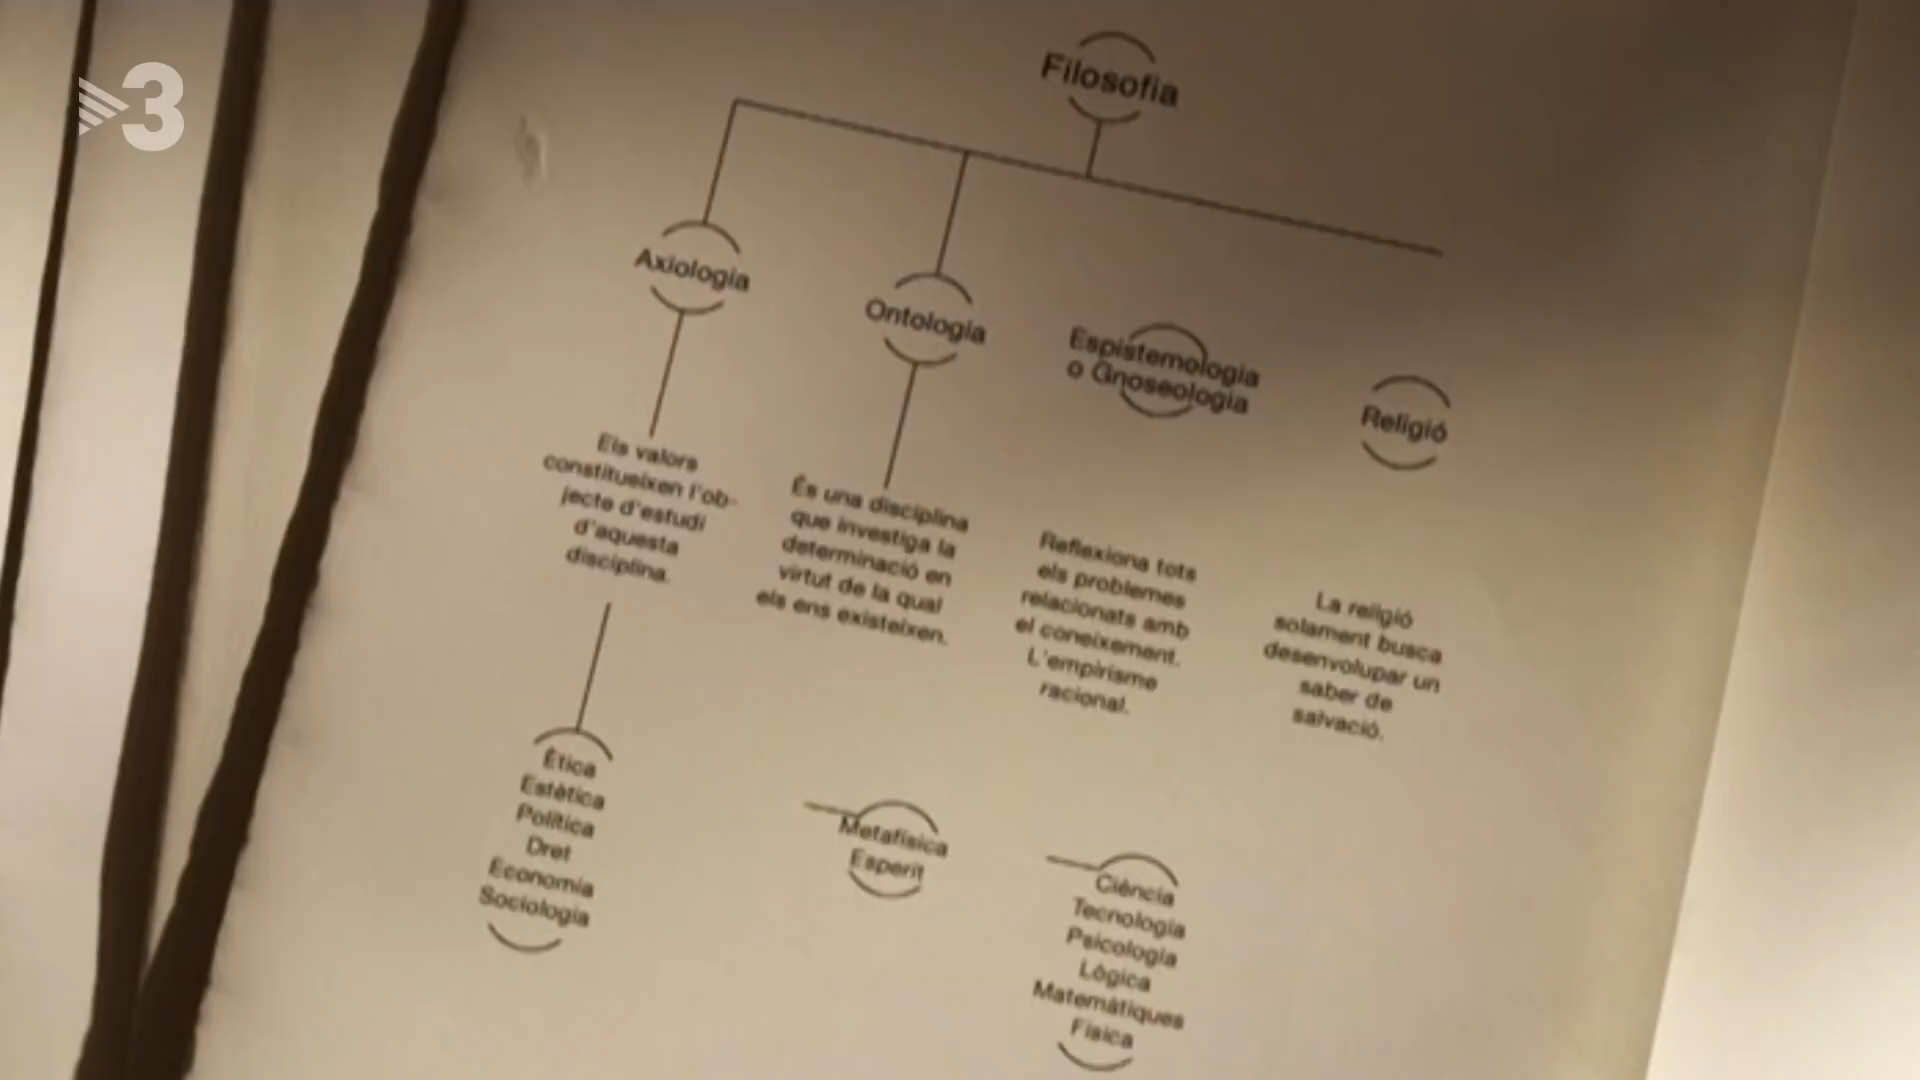 3
Filosofia
Axiologia
Ontologia
Espistemologia
o Gnoseologia
Religió
Els valors
constitueixen l'ob-
jecte d'estudi
d'aquesta
disciplina.
És una disciplina
que investiga la
determinació en
virtut de la qual
els ens existeixen.
Reflexiona tots
els problemes
relacionats amb
el coneixement.
L'empirisme
racional.
La religió
solament busca
desenvolupar un
saber de
salvació.
Ètica
Estètica
Política
Dret
Economia
Sociologia
Metafísica
Esperit
Ciència
Tecnologia
Psicologia
Lògica
Matemàtiques
Física